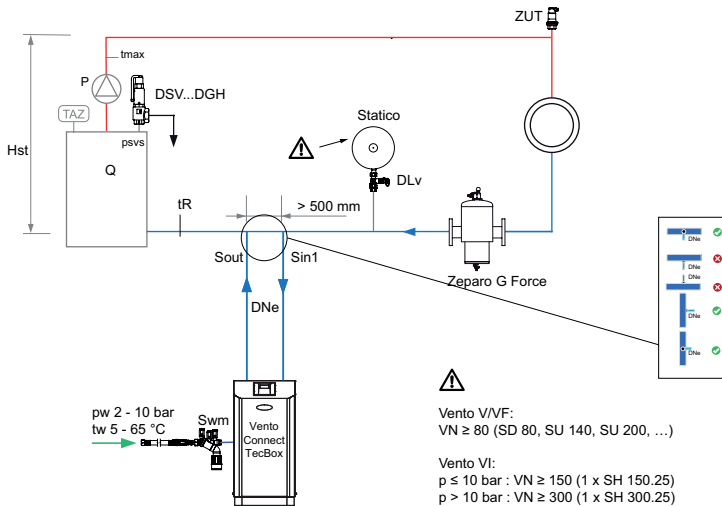 ZUT
tmax
P
DSV...DGH
TAZ
psvs
Statico
Hst
Q
DLv
tR
> 500 mm
Sout
Sin1
Zeparo G Force
DNe
DNe
DNe
DNe
DNe
DNe
pw 2 - 10 bar
tw 5 - 65 °C
Swm
Vento
Connect
TecBox
Vento V/VF:
VN ≥ 80 (SD 80, SU 140, SU 200, …)
Vento VI:
p ≤ 10 bar : VN ≥ 150 (1 x SH 150.25)
p > 10 bar : VN ≥ 300 (1 x SH 300.25)